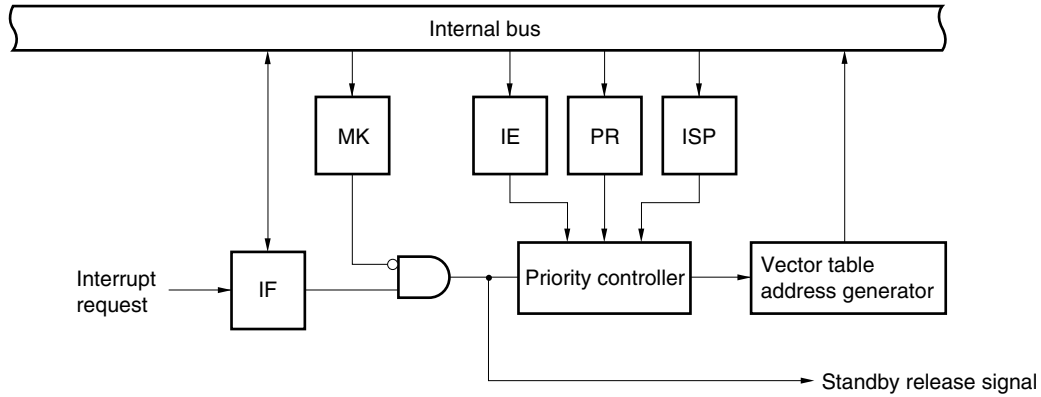 Internal bus
MK
IE
PR
ISP
Interrupt
request
IF
Priority controller
Vector table
address generator
Standby release signal